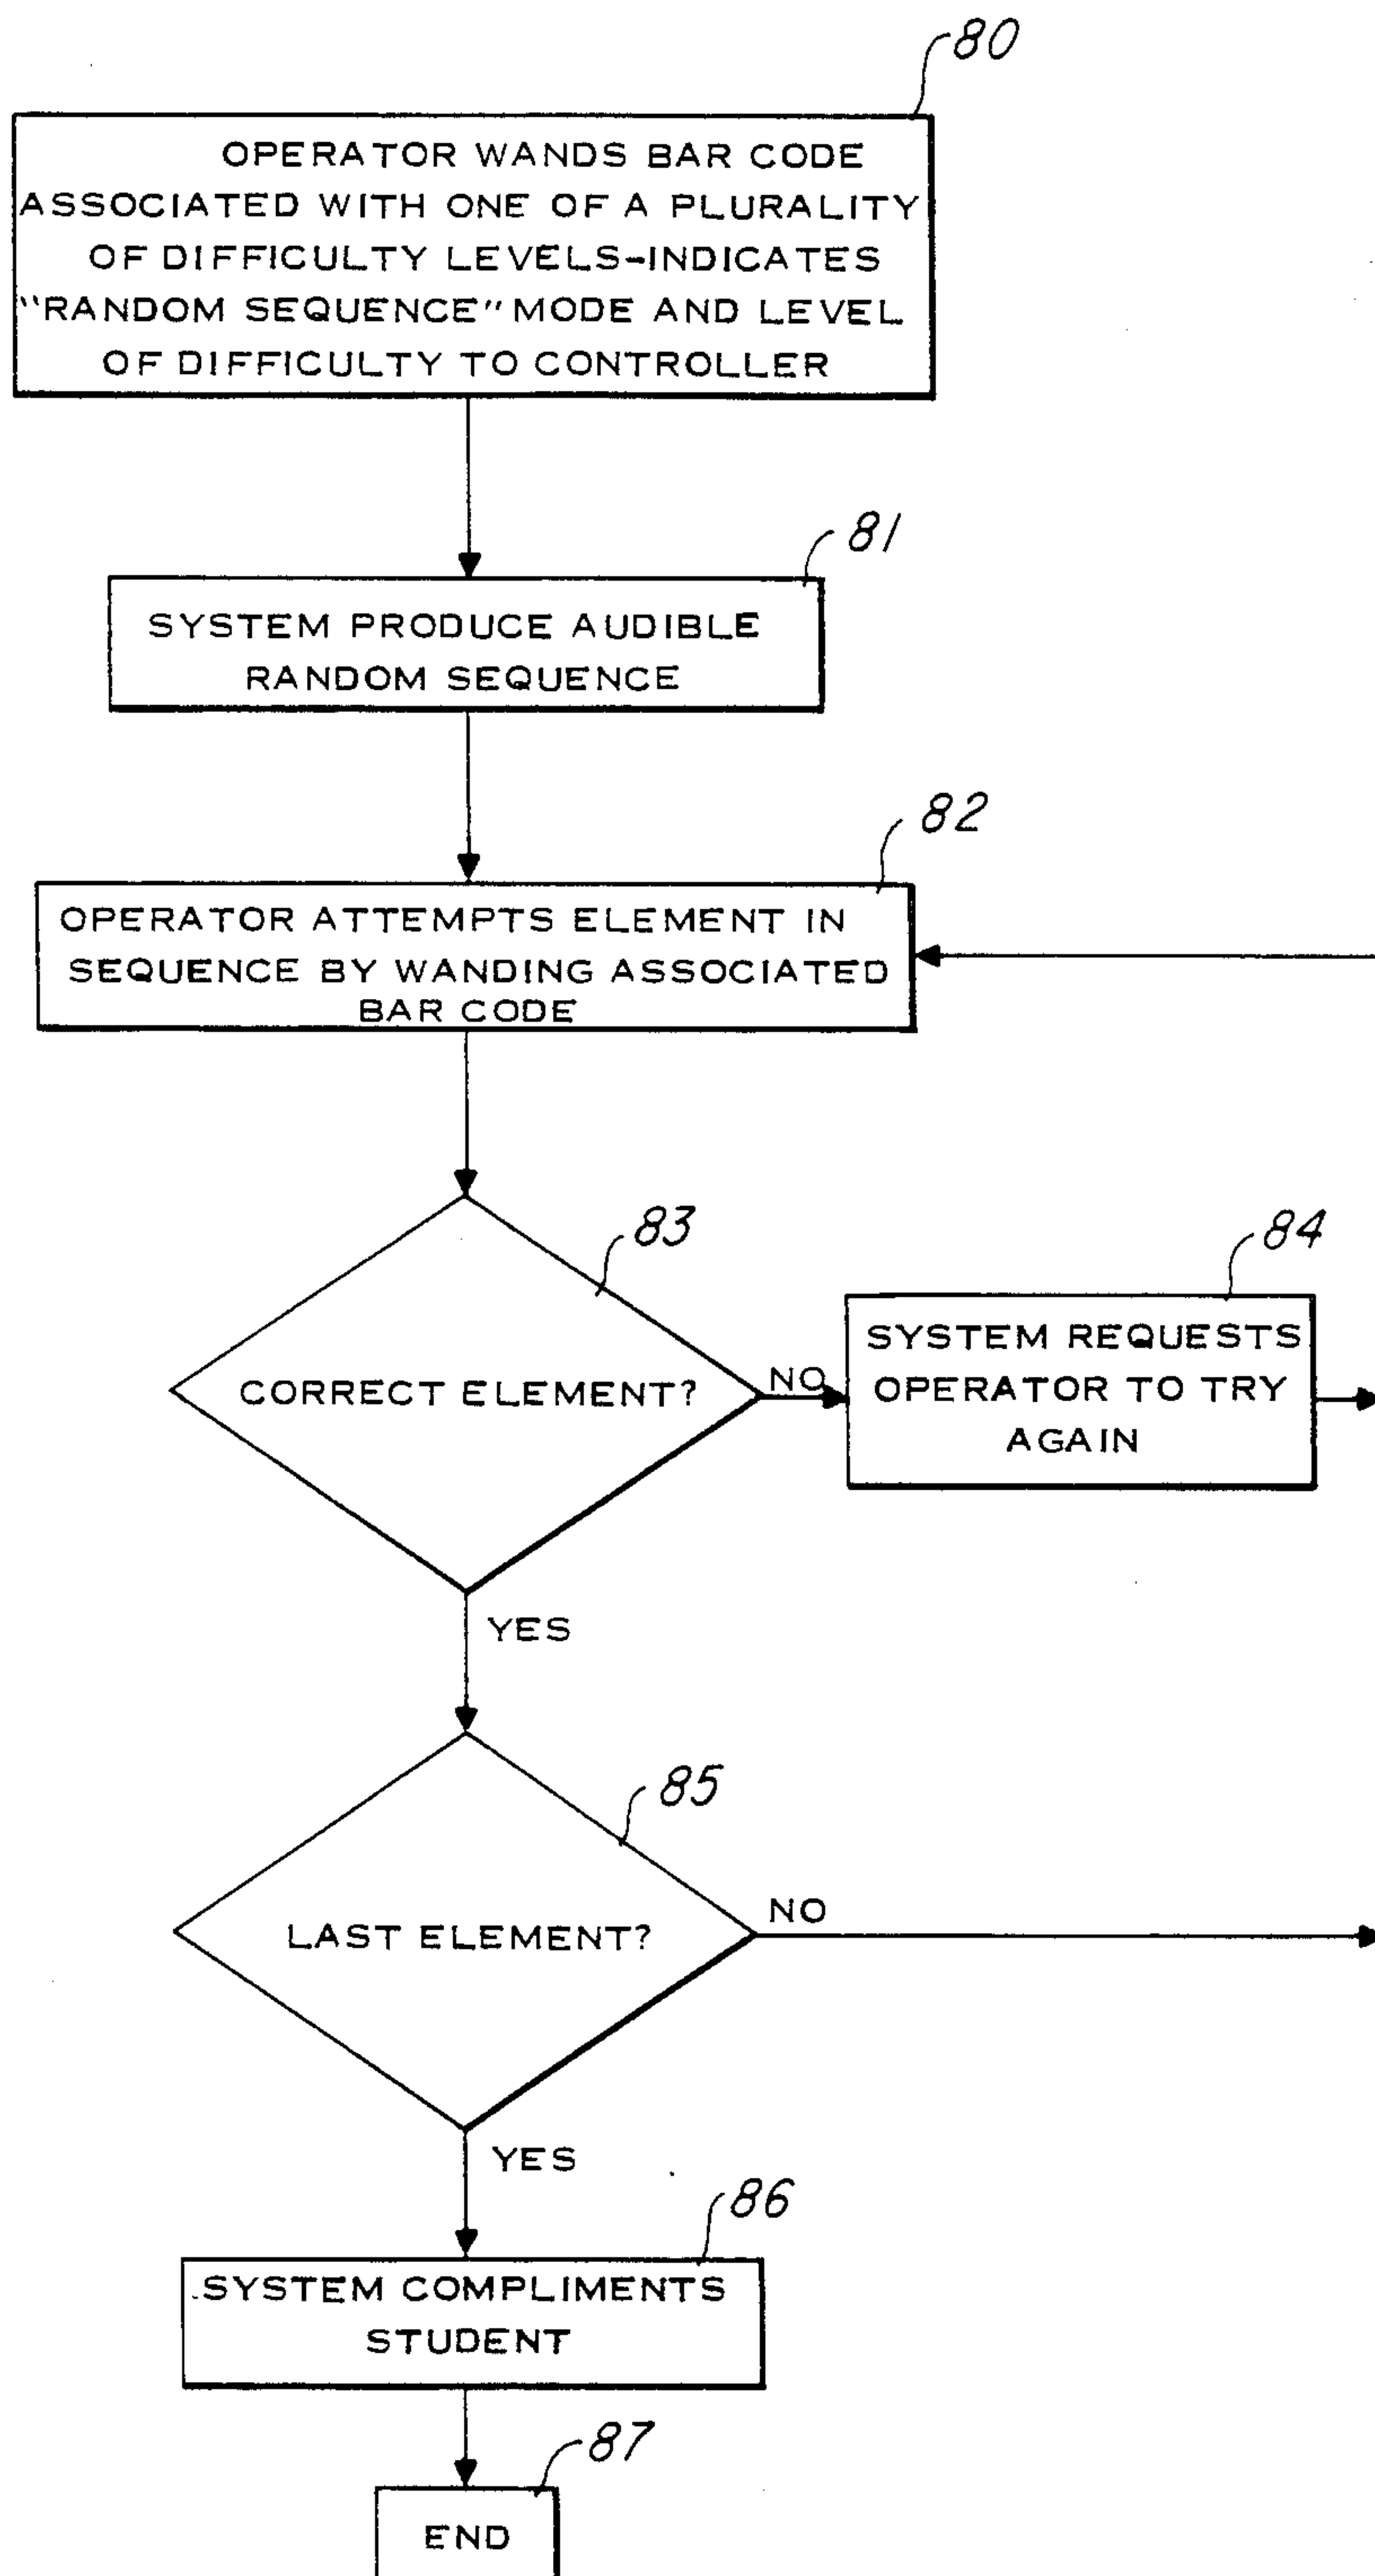 80
OPERATOR WANDS BAR CODE
ASSOCIATED WITH ONE OF A PLURALITY
OF DIFFICULTY LEVELS-INDICATES
"RANDOM SEQUENCE" MODE AND LEVEL
OF DIFFICULTY TO CONTROLLER
81
SYSTEM PRODUCE AUDIBLE
RANDOM SEQUENCE
82
OPERATOR ATTEMPTS ELEMENT IN
SEQUENCE BY WANDING ASSOCIATED
BAR CODE
83
CORRECT ELEMENT?
NO
84
SYSTEM REQUESTS
OPERATOR TO TRY
AGAIN
YES
85
LAST ELEMENT?
NO
YES
86
SYSTEM COMPLIMENTS
STUDENT
87
END